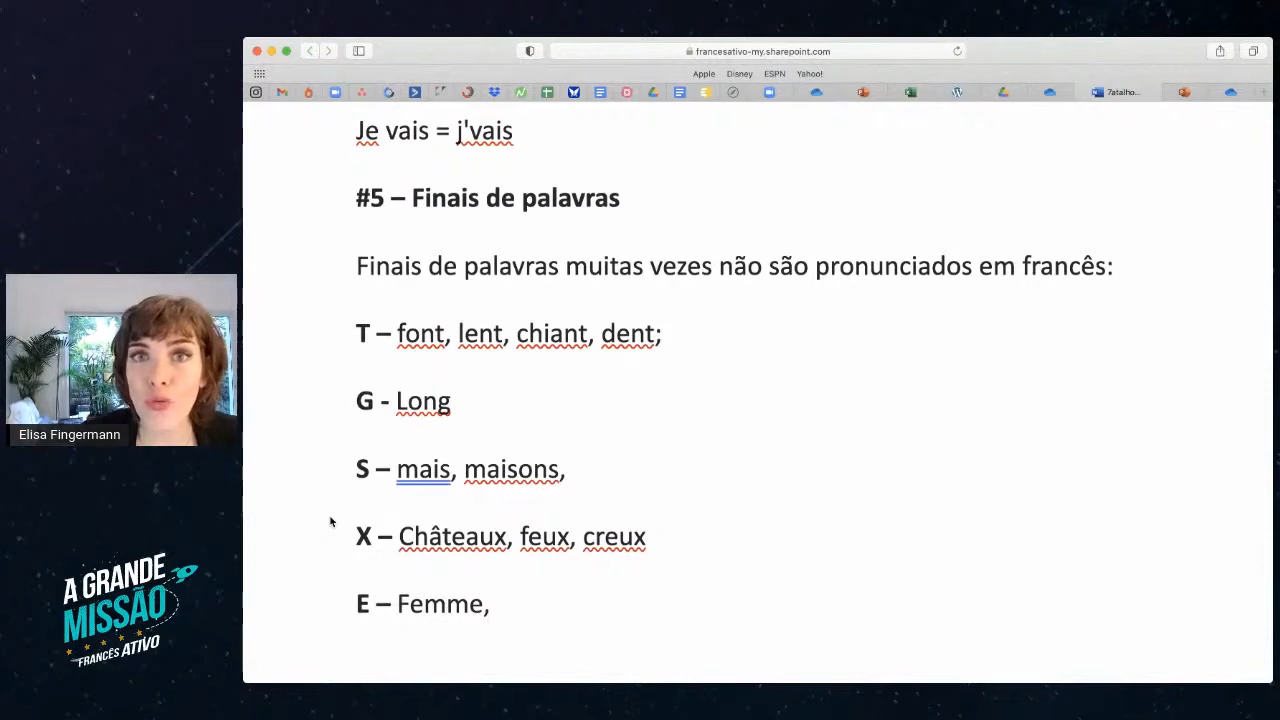 francesativo-my.sharepoint.com
Apple Disney ESPN Yahoo!
7atalho...
Je vais = j'vais
#5 – Finais de palavras
Finais de palavras muitas vezes não são pronunciados em francês:
T – font, lent, chiant, dent;
G - Long
S – mais, maisons,
X – Châteaux, feux, creux
E – Femme,
Elisa Fingermann
A GRANDE
MISSÃO
FRANCÊS ATIVO